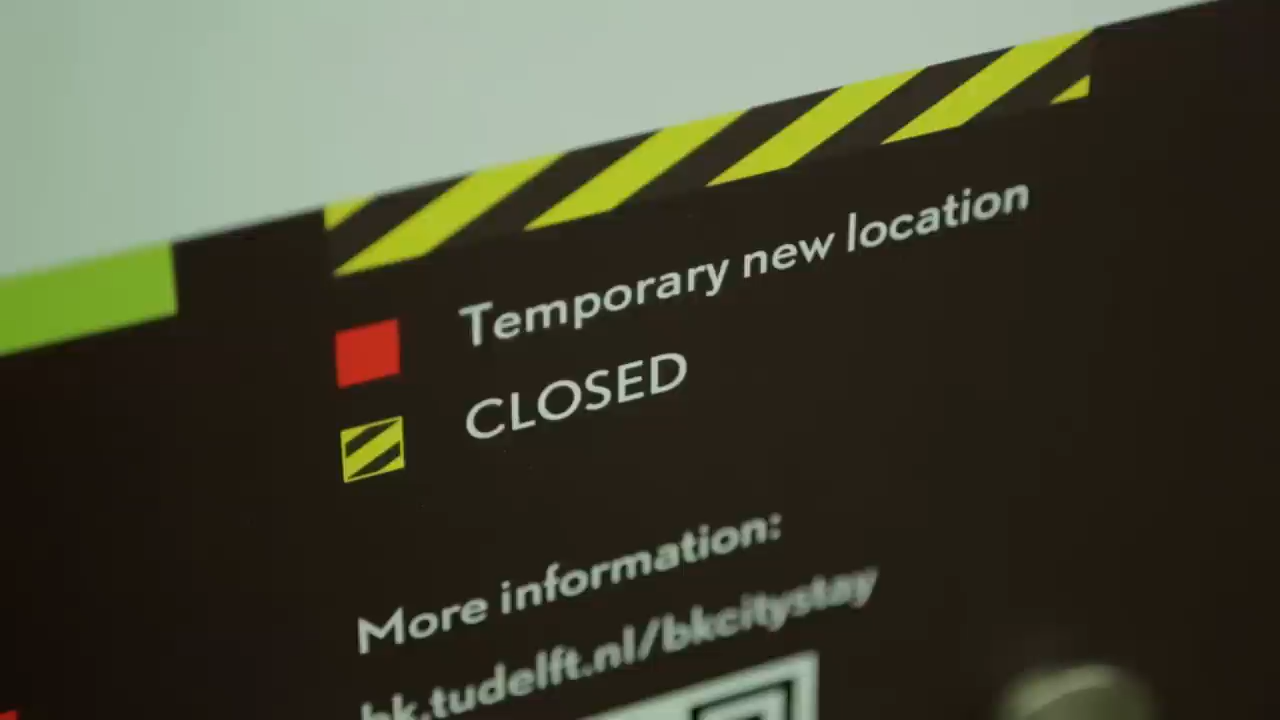 Temporary new location
CLOSED
More information:
bk.tudelft.nl/bkcitystay